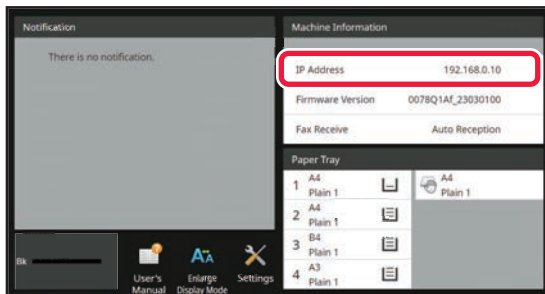 Notification
There is no notification.
Machine Information
IP Address 192.168.0.10
Firmware Version 0078Q1Af_23030100
Fax Receive Auto Reception
Paper Tray
1 A4
Plain 1
2 A4
Plain 1
3 B4
Plain 1
4 A3
Plain 1
A4
Plain 1
Bk
User's
Manual
AA
Enlarge
Display Mode
Settings